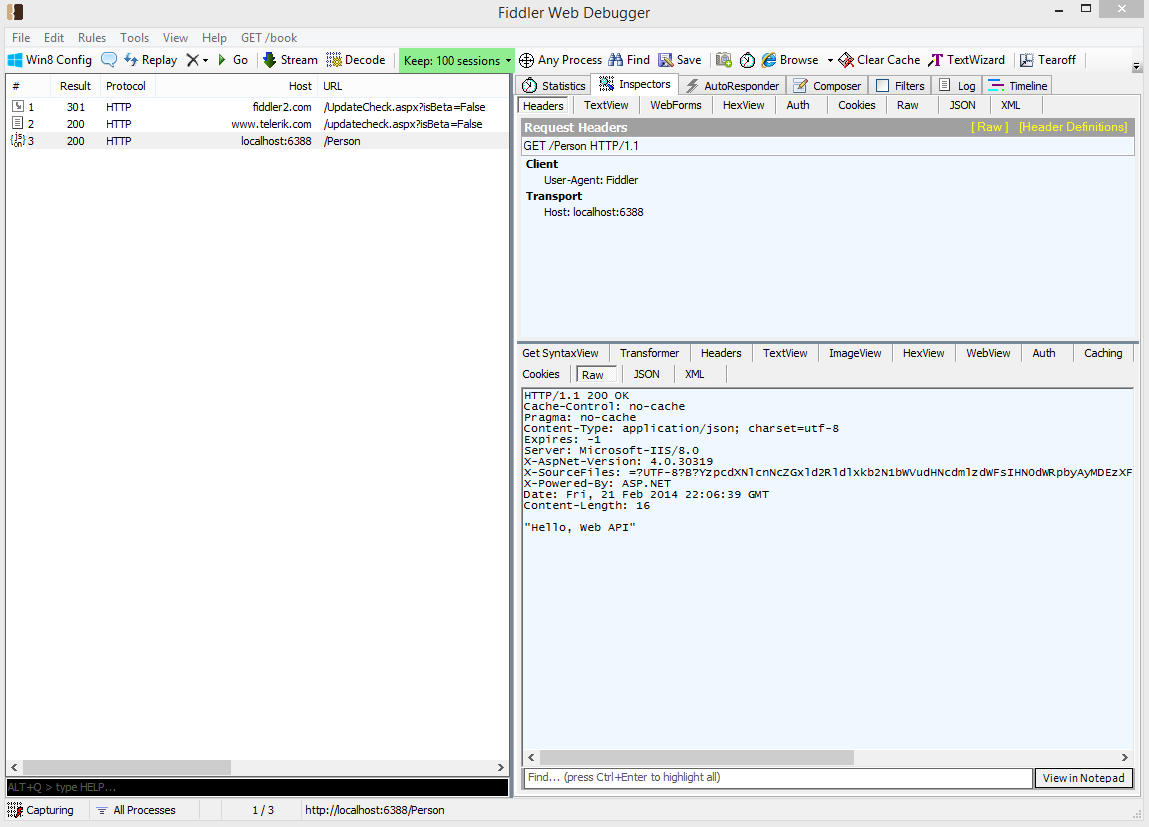 Fiddler Web Debugger
File Edit Rules Tools View Help GET /book
Win8 Config Replay Go Stream Decode Keep: 100 sessions Any Process Find Save Browse Clear Cache TextWizard Tearoff
# Result Protocol Host URL
1 301 HTTP fiddler2.com /UpdateCheck.aspx?isBeta=False
2 200 HTTP www.telerik.com /updatecheck.aspx?isBeta=False
3 200 HTTP localhost:6388 /Person
Statistics Inspectors AutoResponder Composer Filters Log Timeline
Headers TextView WebForms HexView Auth Cookies Raw JSON XML
Request Headers [ Raw ] [Header Definitions]
GET /Person HTTP/1.1
Client
User-Agent: Fiddler
Transport
Host: localhost:6388
Get SyntaxView Transformer Headers TextView ImageView HexView WebView Auth Caching
Cookies Raw JSON XML
HTTP/1.1 200 OK
Cache-Control: no-cache
Pragma: no-cache
Content-Type: application/json; charset=utf-8
Expires: -1
Server: Microsoft-IIS/8.0
X-AspNet-Version: 4.0.30319
X-SourceFiles: =?UTF-8?B?YzpcdXNlcnNcZGxld2Rldlxkb2N1bWVudHNcdmlzdWFsIHN0dWRpbyAyMDEzXF
X-Powered-By: ASP.NET
Date: Fri, 21 Feb 2014 22:06:39 GMT
Content-Length: 16
"Hello, Web API"
Find... (press Ctrl+Enter to highlight all) View in Notepad
ALT+Q > type HELP...
Capturing All Processes 1 / 3 http://localhost:6388/Person